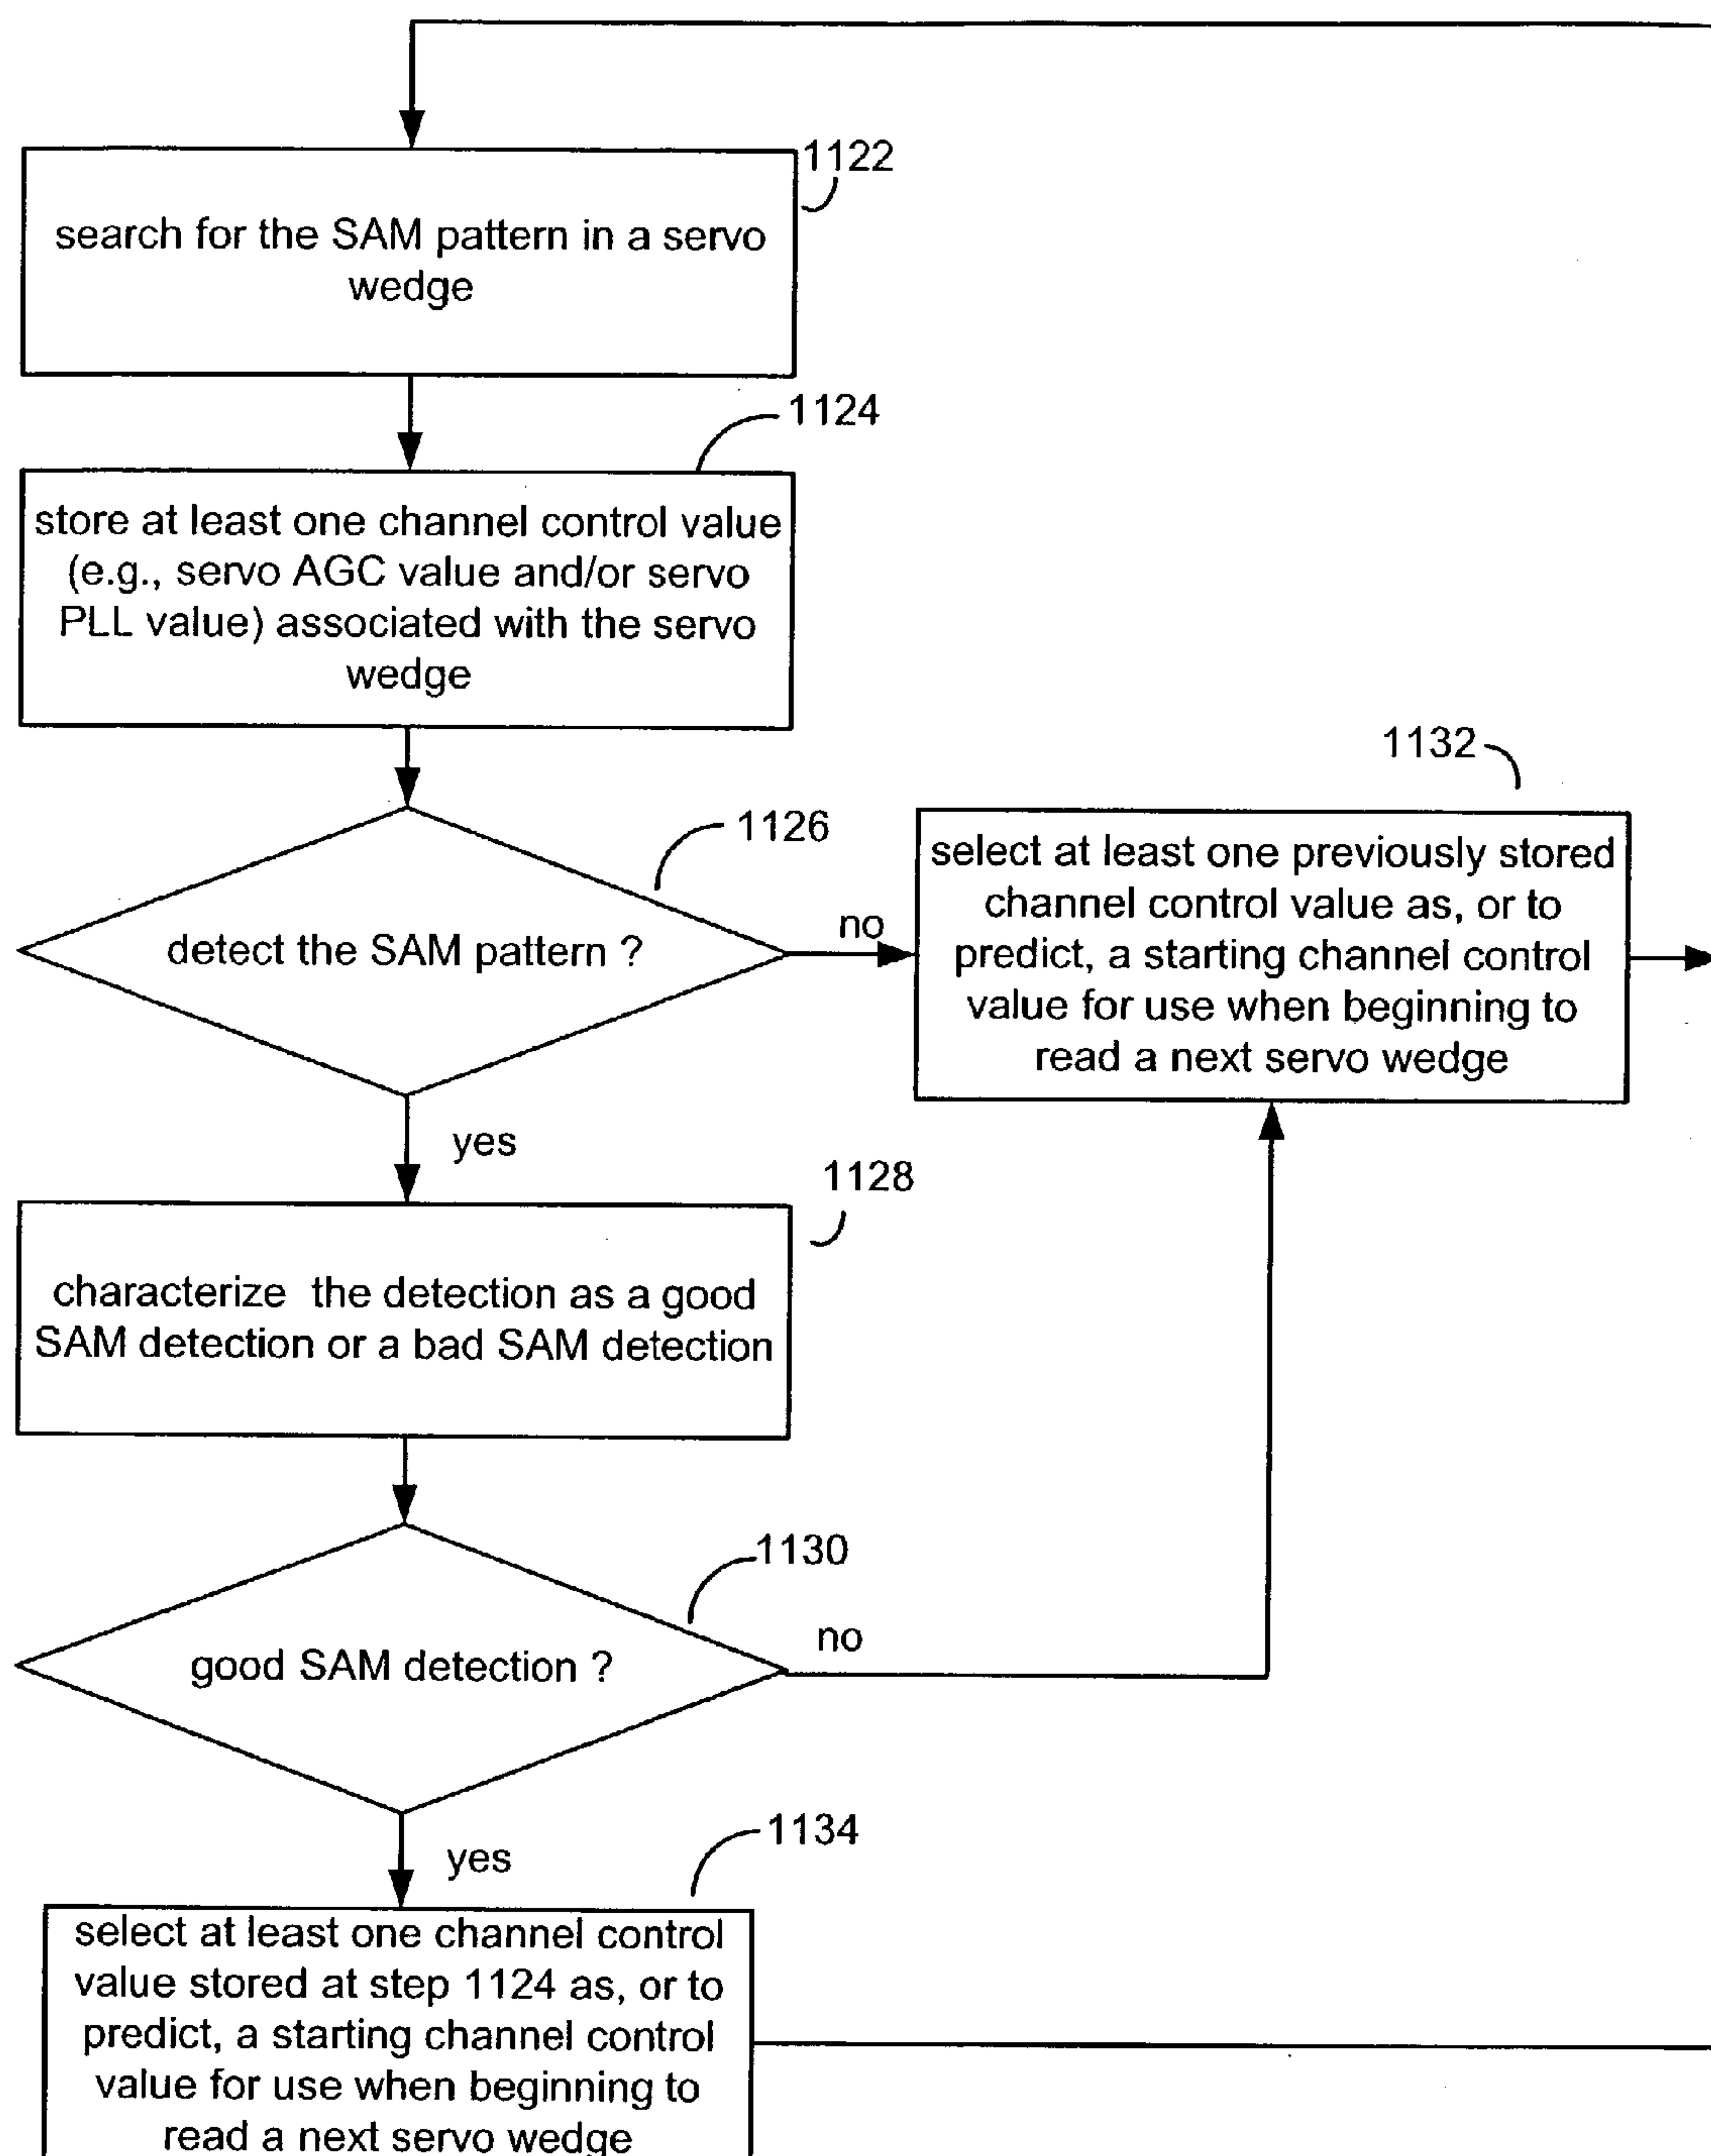 1122
search for the SAM pattern in a servo
wedge
1124
store at least one channel control value
(e.g., servo AGC value and/or servo
PLL value) associated with the servo
wedge
1126
detect the SAM pattern ?
no
1132
select at least one previously stored
channel control value as, or to
predict, a starting channel control
value for use when beginning to
read a next servo wedge
yes
1128
characterize the detection as a good
SAM detection or a bad SAM detection
1130
good SAM detection ?
no
yes
1134
select at least one channel control
value stored at step 1124 as, or to
predict, a starting channel control
value for use when beginning to
read a next servo wedge